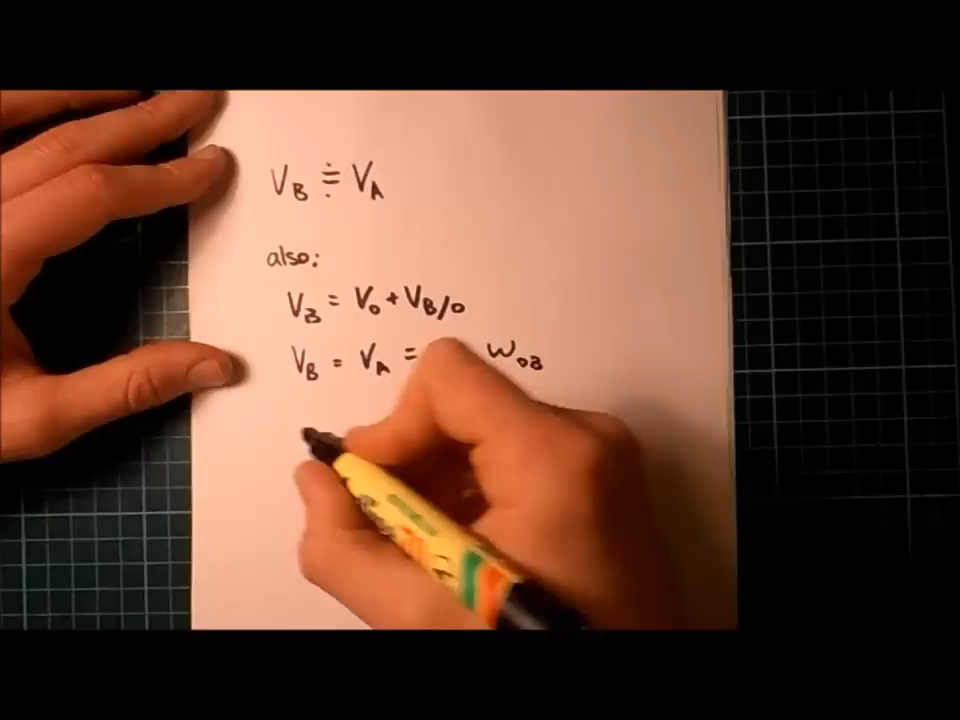 V_B ≑ V_A
also:
V_B = V_O + V_B/O
V_B = V_A = ω_OB